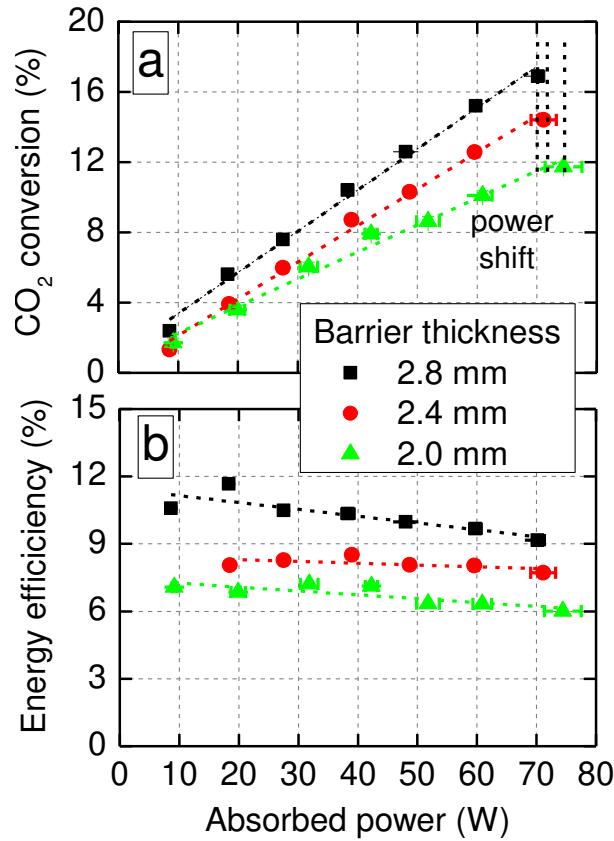 20
16
12
8
4
0
CO2 conversion (%)
a
power
shift
Barrier thickness
2.8 mm
2.4 mm
2.0 mm
15
12
9
6
3
0
Energy efificiency (%)
b
0 10 20 30 40 50 60 70 80
Absorbed power (W)